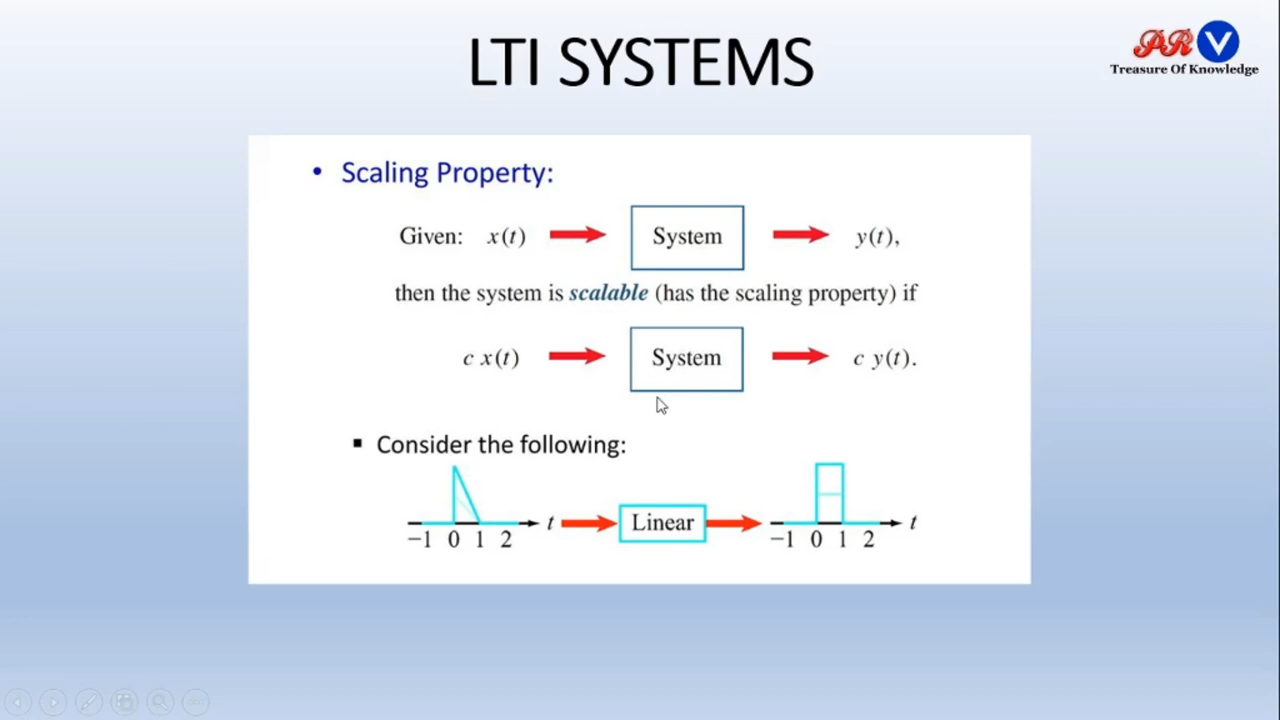 LTI SYSTEMS
PR V
Treasure Of Knowledge
• Scaling Property:
Given: x(t) System y(t),
then the system is scalable (has the scaling property) if
c x(t) System c y(t).
▪ Consider the following:
t Linear t
−1 0 1 2 −1 0 1 2